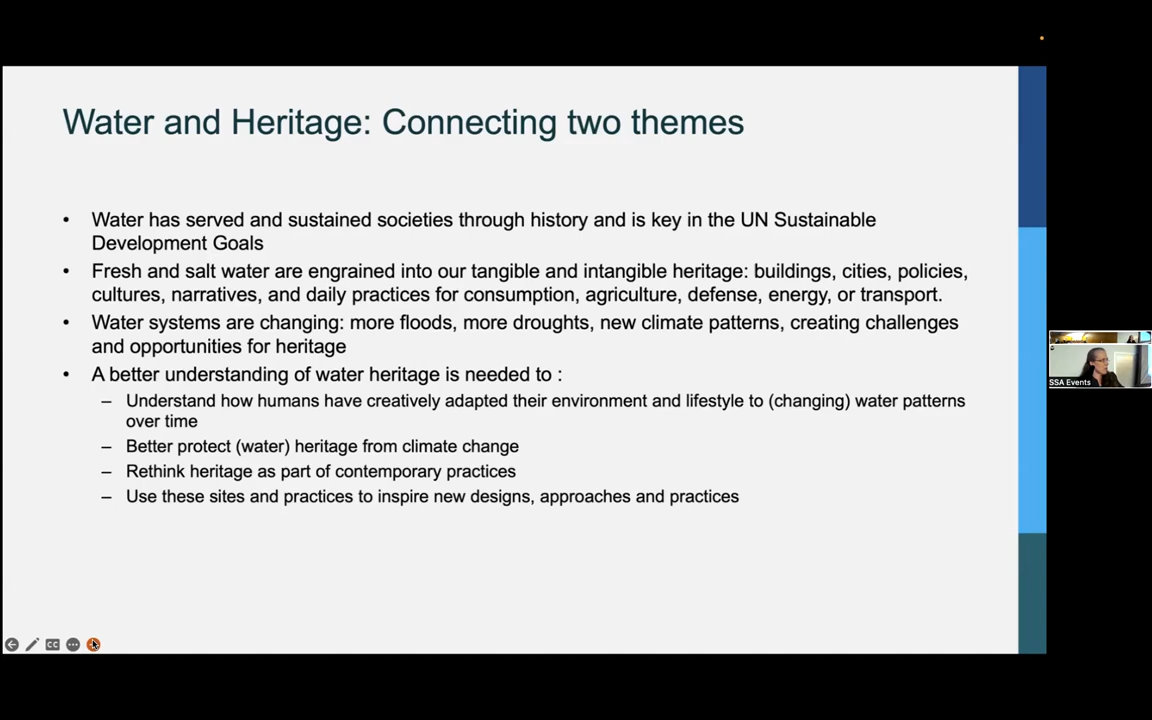 Water and Heritage: Connecting two themes
• Water has served and sustained societies through history and is key in the UN Sustainable
Development Goals
• Fresh and salt water are engrained into our tangible and intangible heritage: buildings, cities, policies,
cultures, narratives, and daily practices for consumption, agriculture, defense, energy, or transport.
• Water systems are changing: more floods, more droughts, new climate patterns, creating challenges
and opportunities for heritage
• A better understanding of water heritage is needed to :
– Understand how humans have creatively adapted their environment and lifestyle to (changing) water patterns
over time
– Better protect (water) heritage from climate change
– Rethink heritage as part of contemporary practices
– Use these sites and practices to inspire new designs, approaches and practices
SSA Events
CC